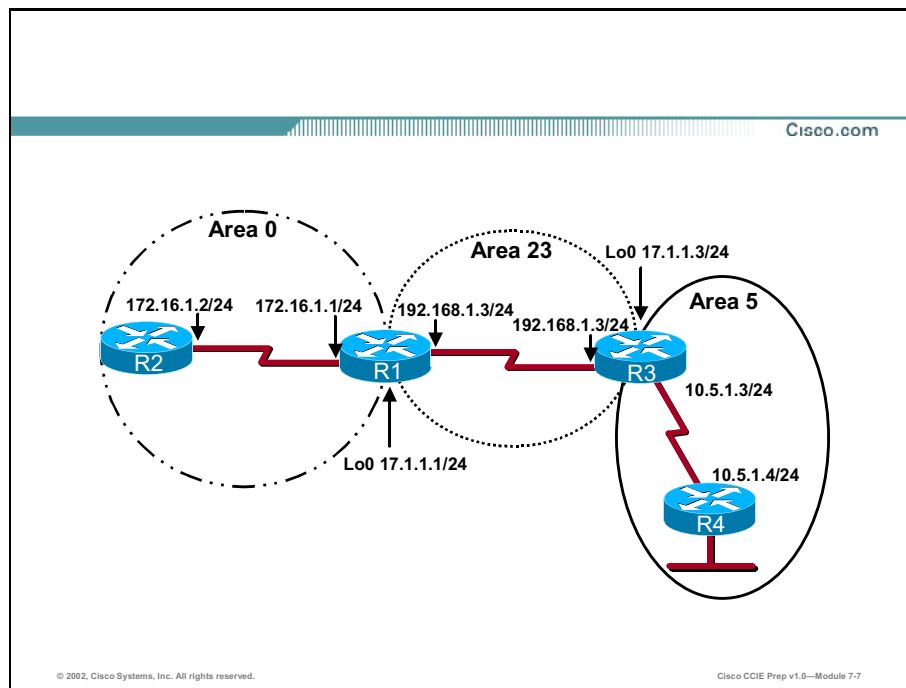 Cisco.com
Area 0
Area 23
Lo0 17.1.1.3/24
Area 5
172.16.1.2/24
172.16.1.1/24
192.168.1.3/24
192.168.1.3/24
R2
R1
R3
10.5.1.3/24
Lo0 17.1.1.1/24
10.5.1.4/24
R4
© 2002, Cisco Systems, Inc. All rights reserved.
Cisco CCIE Prep v1.0—Module 7-7